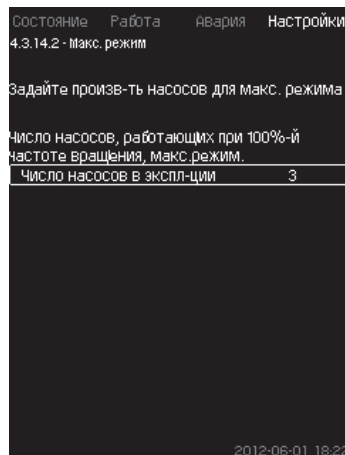 Состояние Работа Авария Настройки
4.3.14.2 - Макс. режим
Задайте произв-ть насосов для макс. режима
Число насосов, работающих при 100%-й
частоте вращения, макс.режим.
Число насосов в экспл-ции 3
2012-06-01 18:22